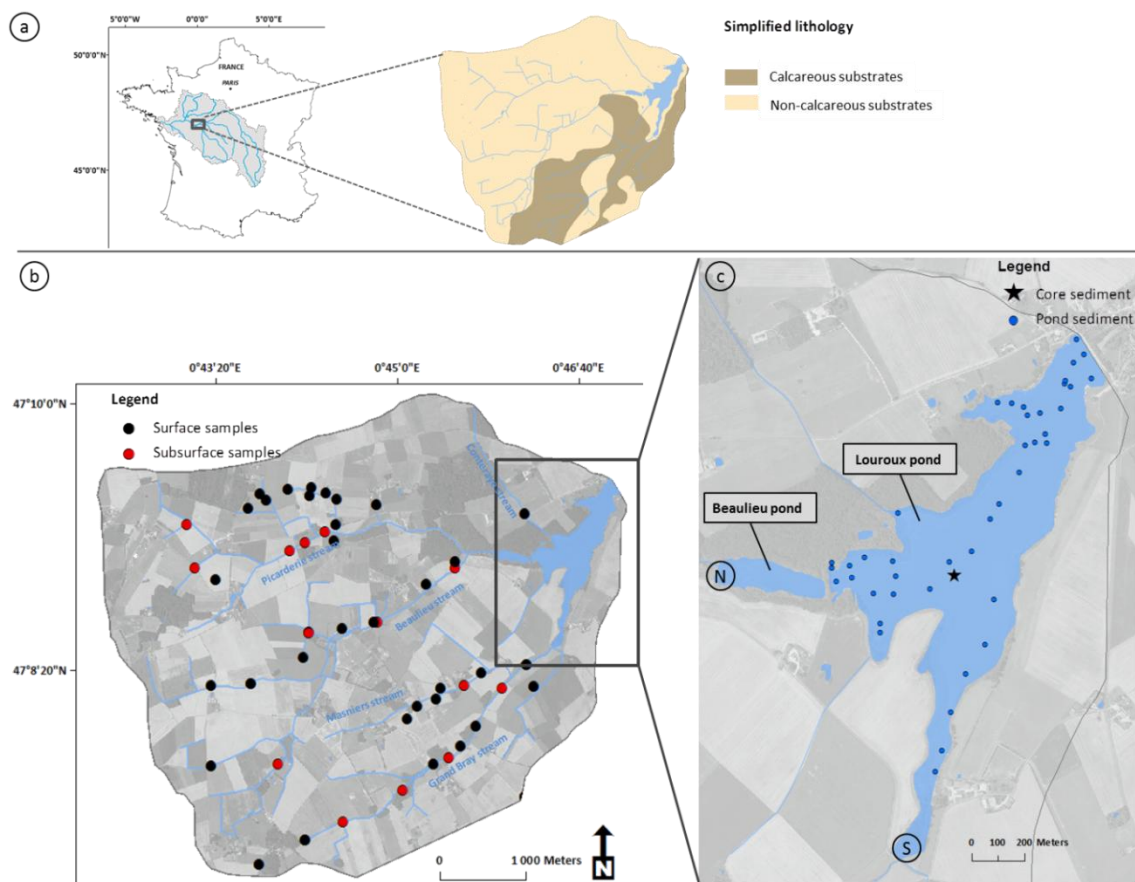 a
5°0'0"W
0°0'0"
5°0'0"E
50°0'0"N
45°0'0"N
FRANCE
PARIS
Simplified lithology
Calcareous substrates
Non-calcareous substrates
b
0°43'20"E
0°45'0"E
0°46'40"E
47°10'0"N
47°8'20"N
Legend
Surface samples
Subsurface samples
Picarderie stream
Beaulieu stream
Masniers stream
Grand Bray stream
0
1 000 Meters
N
c
Legend
Core sediment
Pond sediment
Louroux pond
Beaulieu pond
N
S
0 100 200 Meters